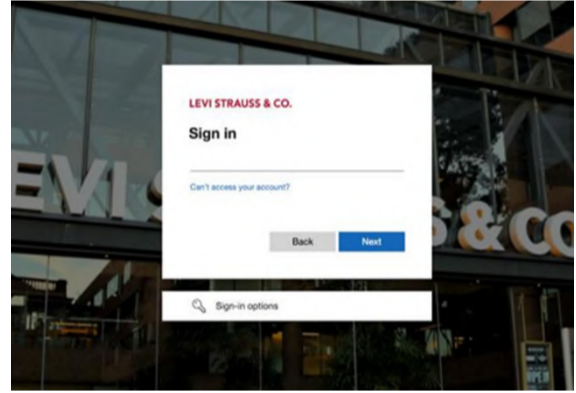 LEVI STRAUSS & CO.
Sign in
Can't access your account?
Back Next
Sign-in options
EVI S S & CO